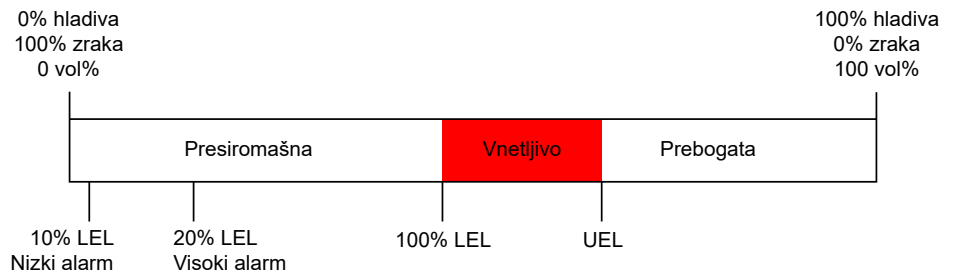 0% hladiva
100% zraka
0 vol%
100% hladiva
0% zraka
100 vol%
Presiromašna
Vnetljivo
Prebogata
10% LEL
Nizki alarm
20% LEL
Visoki alarm
100% LEL
UEL